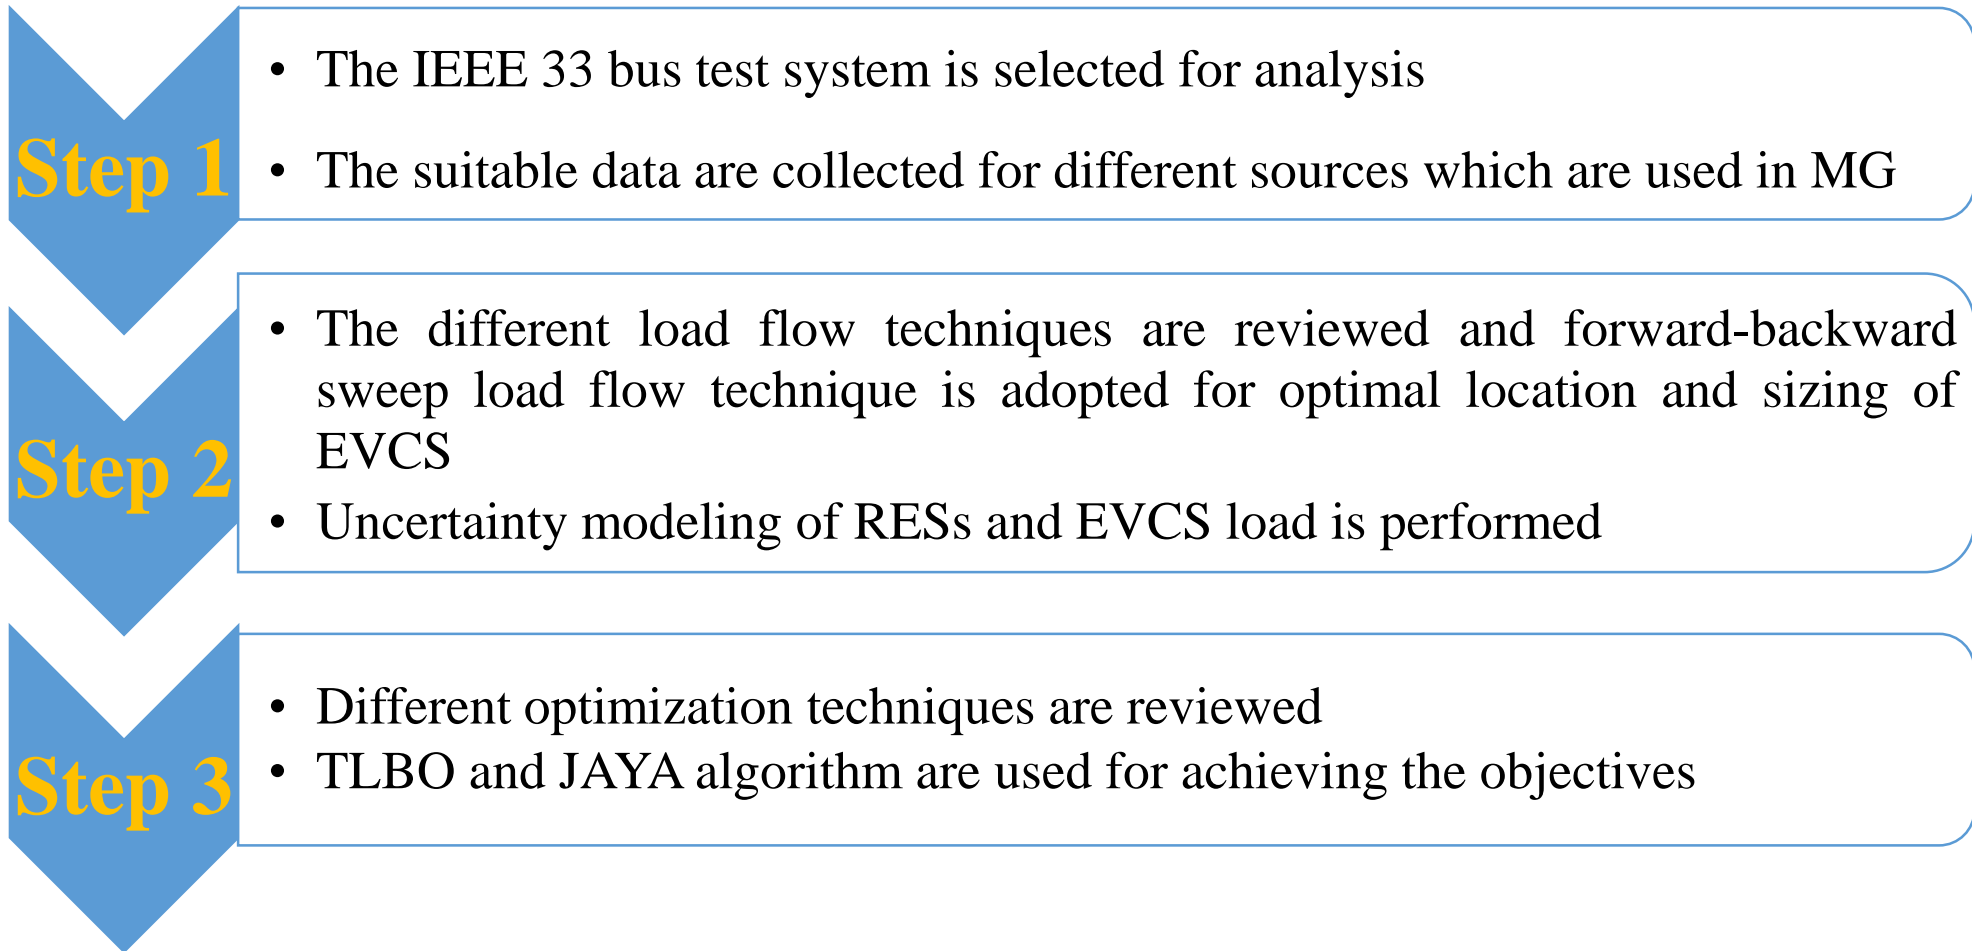 Step 1
• The IEEE 33 bus test system is selected for analysis
• The suitable data are collected for different sources which are used in MG
Step 2
• The different load flow techniques are reviewed and forward-backward
sweep load flow technique is adopted for optimal location and sizing of
EVCS
• Uncertainty modeling of RESs and EVCS load is performed
Step 3
• Different optimization techniques are reviewed
• TLBO and JAYA algorithm are used for achieving the objectives